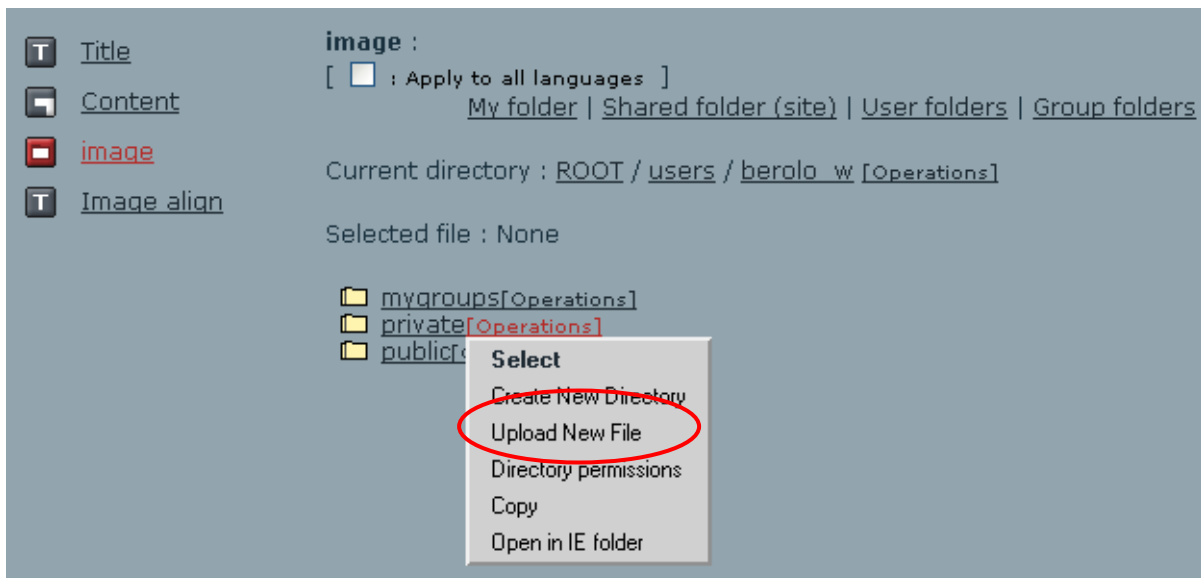 Title
Content
image
Image align
image :
[ : Apply to all languages ]
My folder | Shared folder (site) | User folders | Group folders
Current directory : ROOT / users / berolo_w [Operations]
Selected file : None
mygroups[Operations]
private[Operations]
public[
Select
Create New Directory
Upload New File
Directory permissions
Copy
Open in IE folder